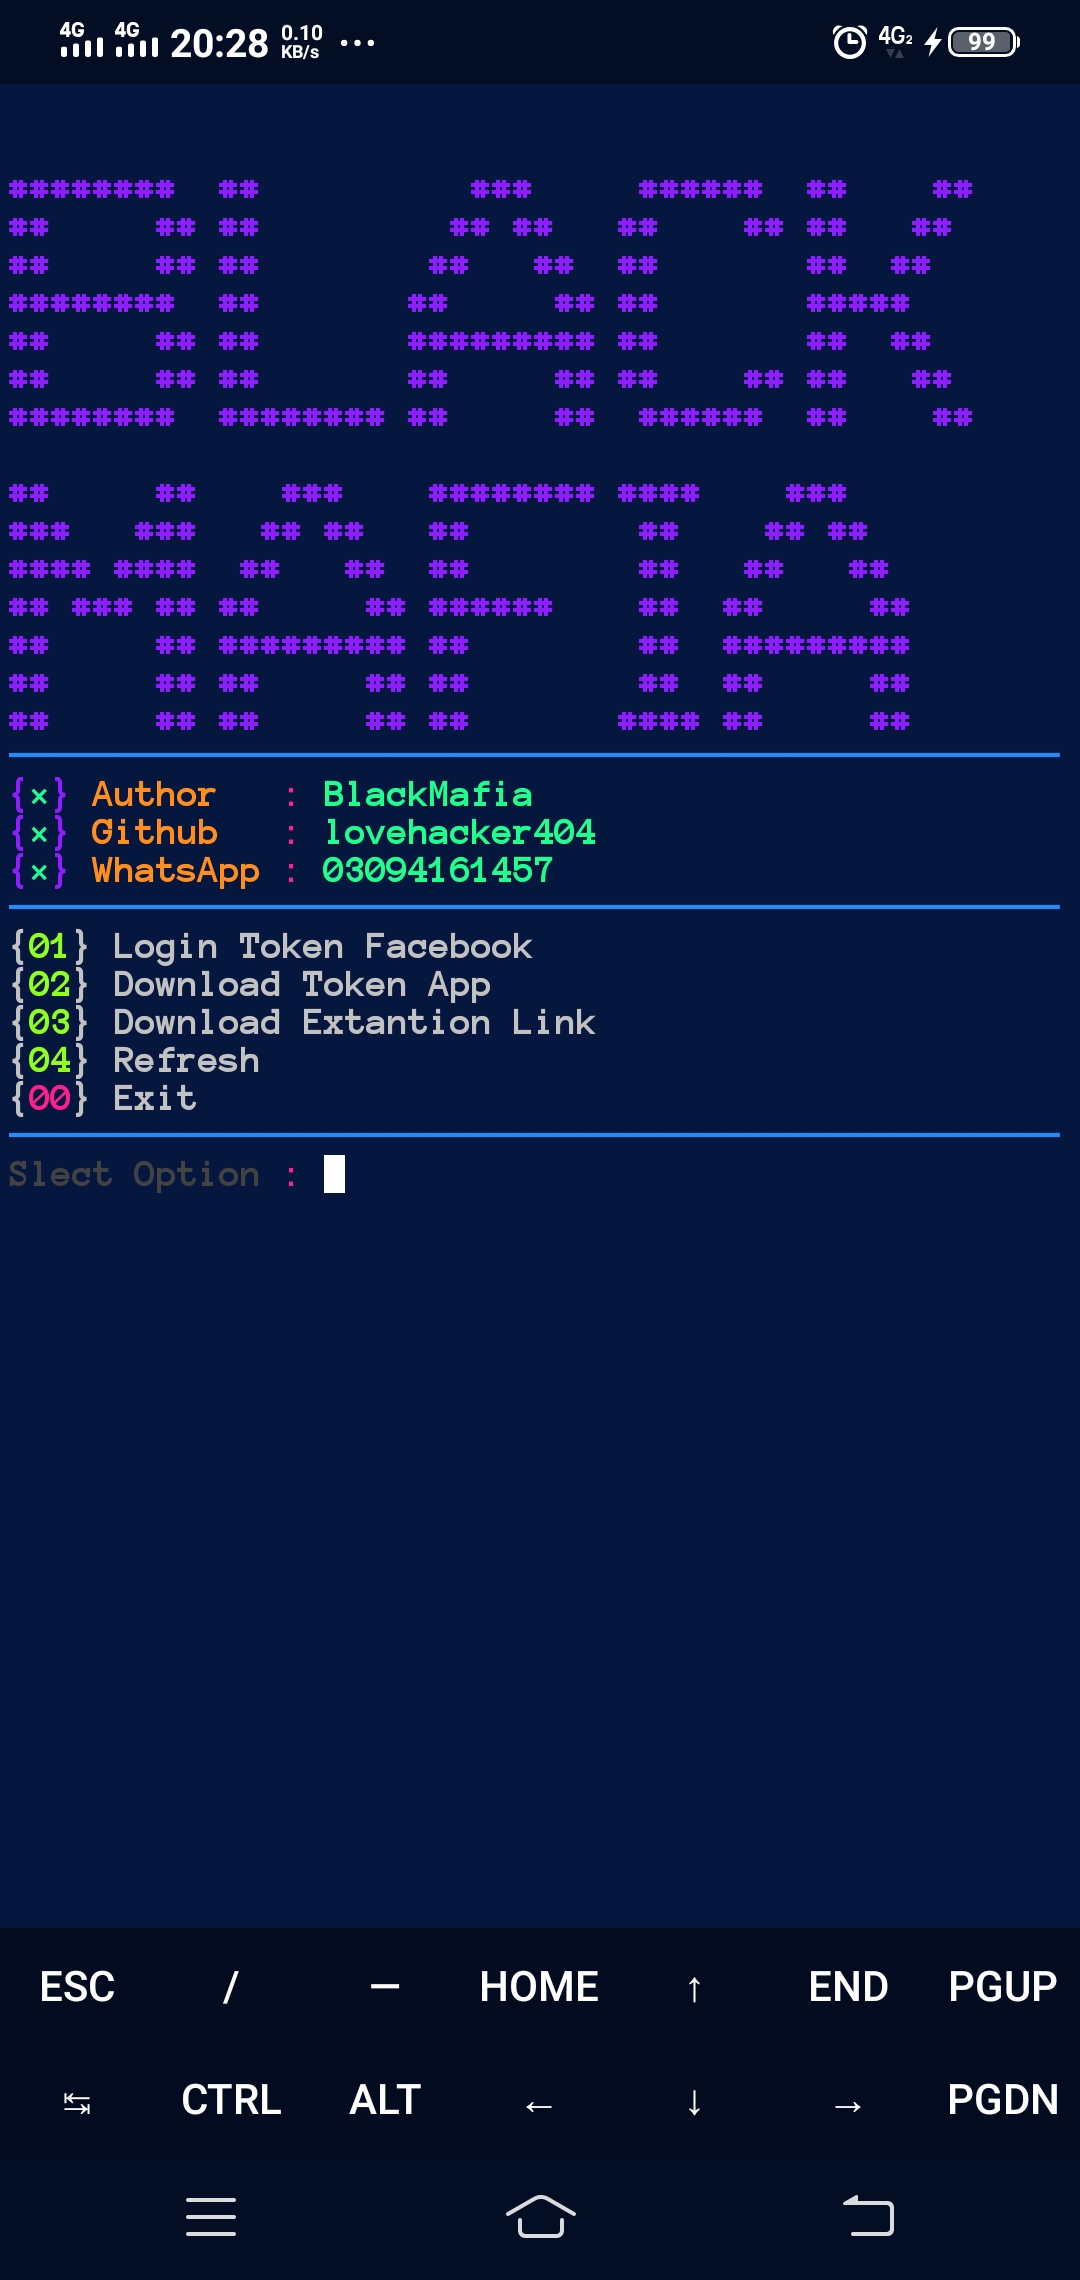 4G 4G 20:28 0.10 KB/s ... 4G2 99
BLACK
MAFIA
{×} Author : BlackMafia
{×} Github : lovehacker404
{×} WhatsApp : 03094161457
{01} Login Token Facebook
{02} Download Token App
{03} Download Extantion Link
{04} Refresh
{00} Exit
Slect Option :
ESC / — HOME ↑ END PGUP
↹ CTRL ALT ← ↓ → PGDN